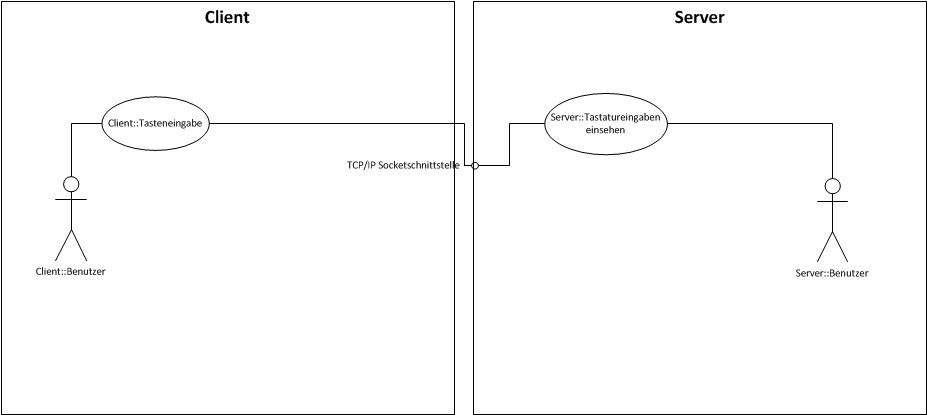 Client
Server
Client::Tasteneingabe
Server::Tastatureingaben
einsehen
TCP/IP Socketschnittstelle
Client::Benutzer
Server::Benutzer